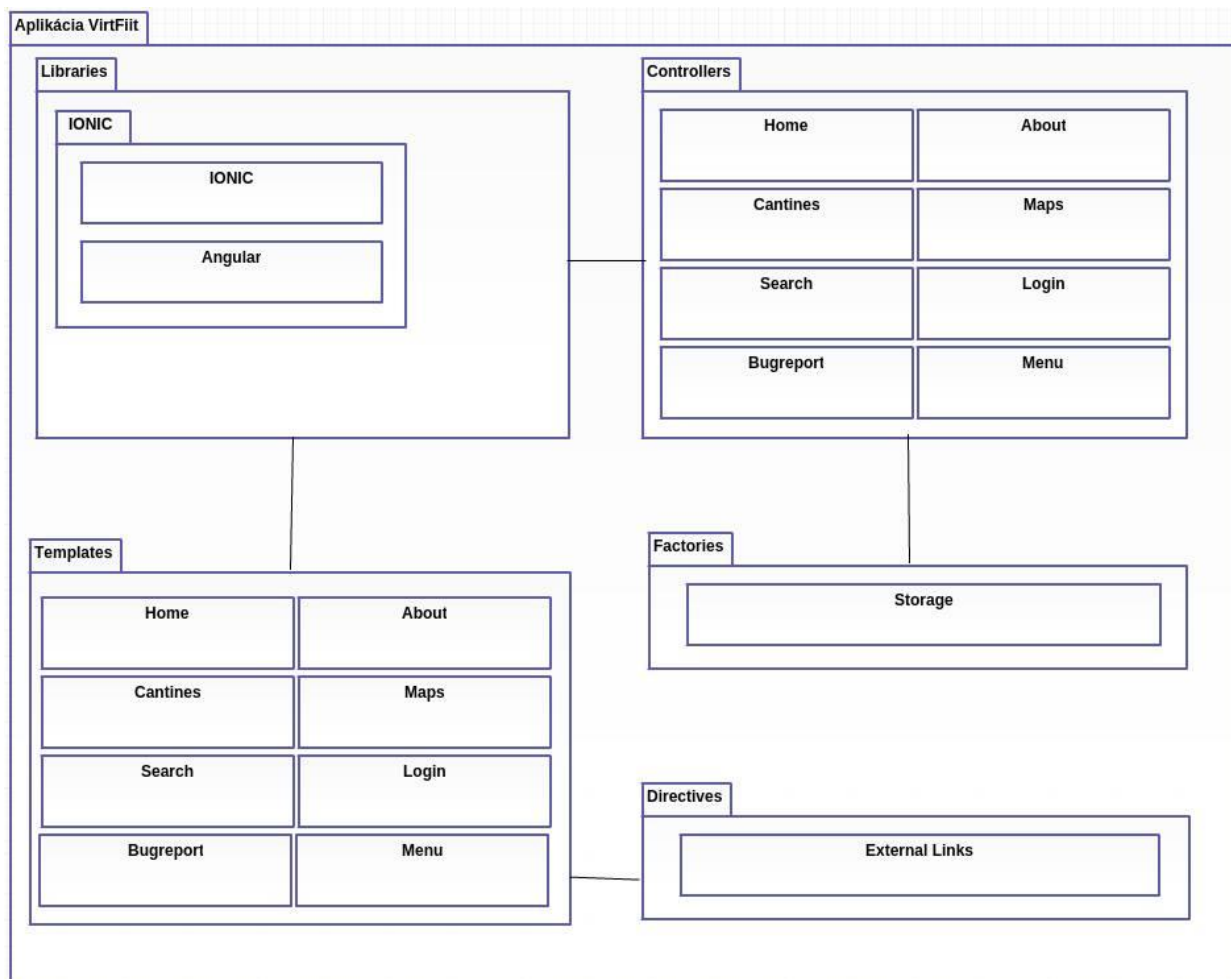 Aplikácia VirtFiit
Libraries
IONIC
IONIC
Angular
Controllers
Home
About
Cantines
Maps
Search
Login
Bugreport
Menu
Templates
Home
About
Cantines
Maps
Search
Login
Bugreport
Menu
Factories
Storage
Directives
External Links